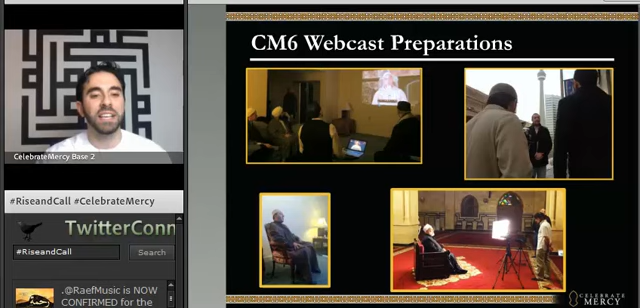 CM6 Webcast Preparations
CelebrateMercy Base 2
#RiseandCall #CelebrateMercy
TwitterConn
#RiseandCall
Search
.@RaefMusic is NOW
CONFIRMED for the
CELEBRATE
MERCY